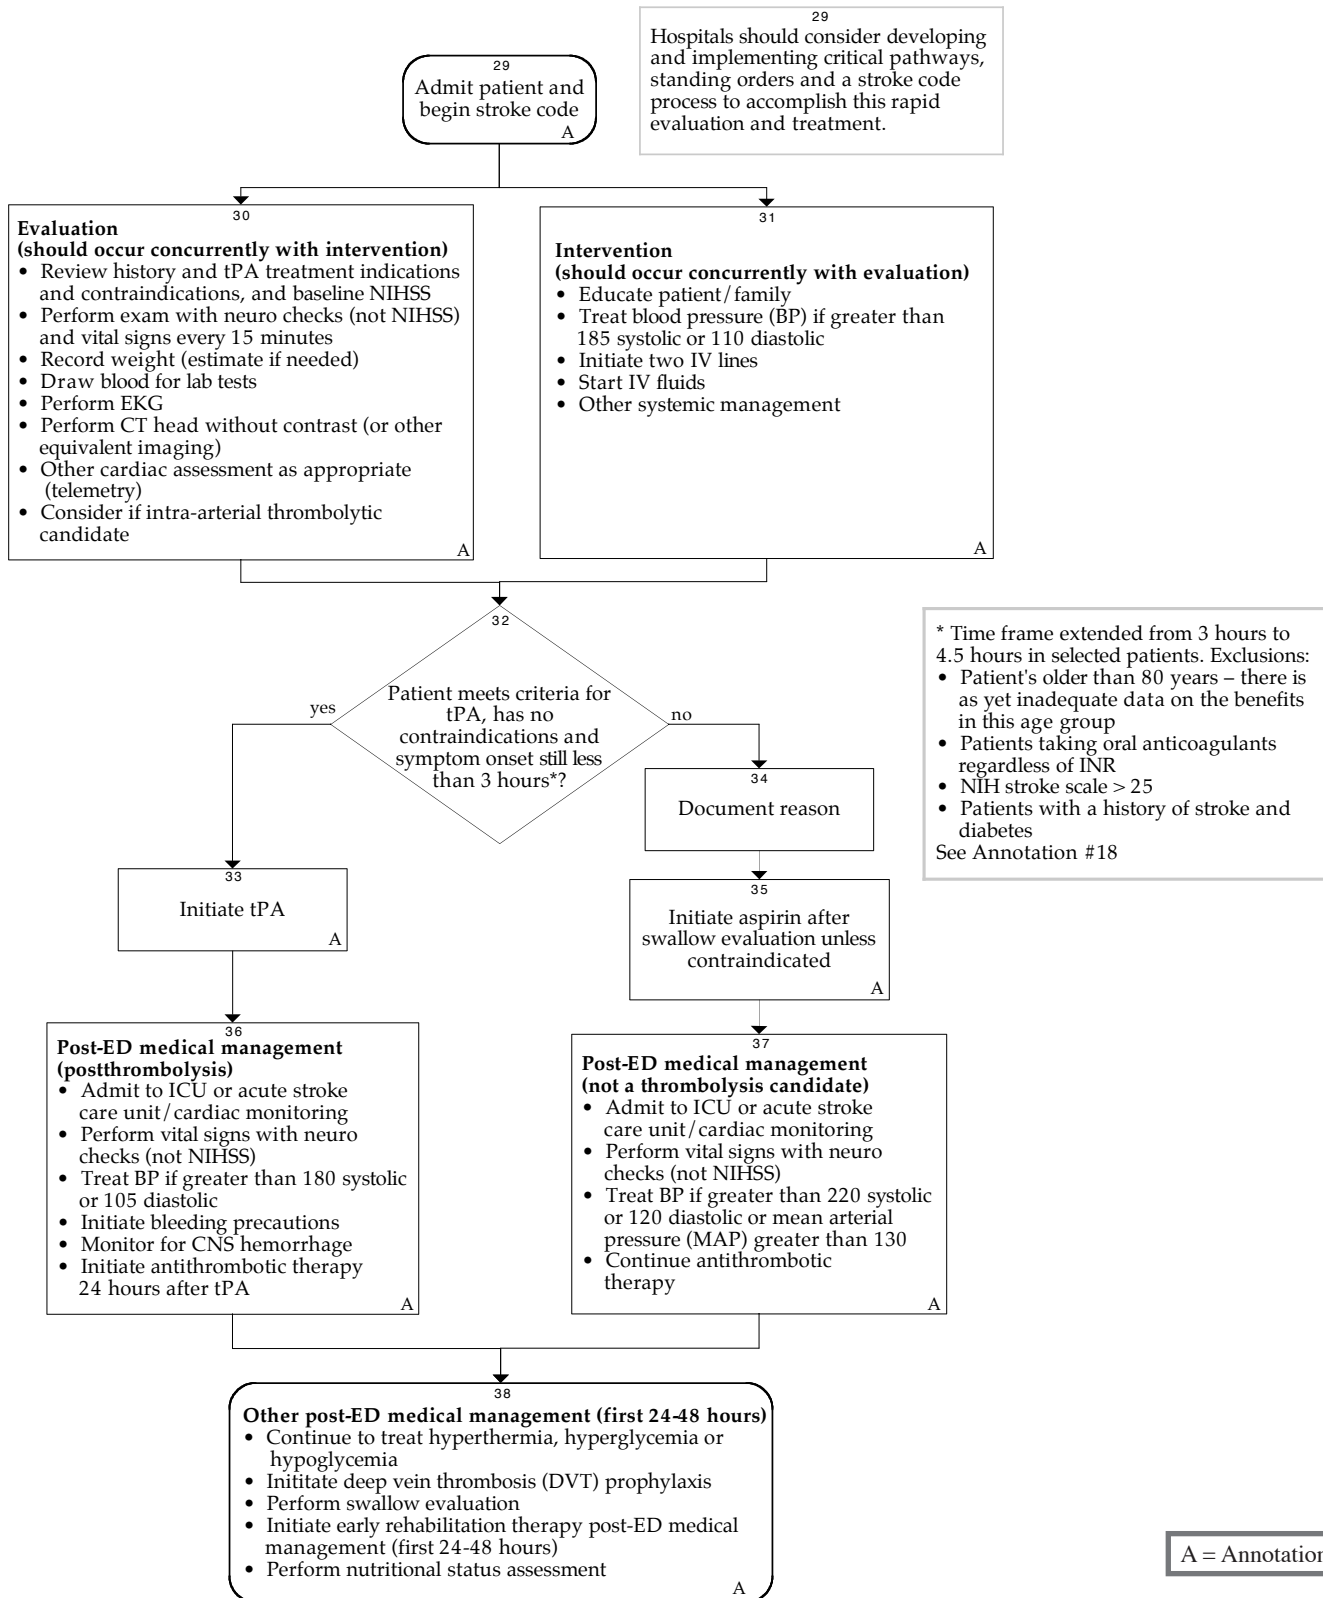 29
Admit patient and
begin stroke code
A
29
Hospitals should consider developing
and implementing critical pathways,
standing orders and a stroke code
process to accomplish this rapid
evaluation and treatment.
30
Evaluation
(should occur concurrently with intervention)
• Review history and tPA treatment indications
and contraindications, and baseline NIHSS
• Perform exam with neuro checks (not NIHSS)
and vital signs every 15 minutes
• Record weight (estimate if needed)
• Draw blood for lab tests
• Perform EKG
• Perform CT head without contrast (or other
equivalent imaging)
• Other cardiac assessment as appropriate
(telemetry)
• Consider if intra-arterial thrombolytic
candidate
A
31
Intervention
(should occur concurrently with evaluation)
• Educate patient/family
• Treat blood pressure (BP) if greater than
185 systolic or 110 diastolic
• Initiate two IV lines
• Start IV fluids
• Other systemic management
A
32
Patient meets criteria for
tPA, has no
contraindications and
symptom onset still less
than 3 hours*?
yes
no
* Time frame extended from 3 hours to
4.5 hours in selected patients. Exclusions:
• Patient's older than 80 years – there is
as yet inadequate data on the benefits
in this age group
• Patients taking oral anticoagulants
regardless of INR
• NIH stroke scale > 25
• Patients with a history of stroke and
diabetes
See Annotation #18
33
Initiate tPA
A
34
Document reason
35
Initiate aspirin after
swallow evaluation unless
contraindicated
A
36
Post-ED medical management
(postthrombolysis)
• Admit to ICU or acute stroke
care unit/cardiac monitoring
• Perform vital signs with neuro
checks (not NIHSS)
• Treat BP if greater than 180 systolic
or 105 diastolic
• Initiate bleeding precautions
• Monitor for CNS hemorrhage
• Initiate antithrombotic therapy
24 hours after tPA
A
37
Post-ED medical management
(not a thrombolysis candidate)
• Admit to ICU or acute stroke
care unit/cardiac monitoring
• Perform vital signs with neuro
checks (not NIHSS)
• Treat BP if greater than 220 systolic
or 120 diastolic or mean arterial
pressure (MAP) greater than 130
• Continue antithrombotic
therapy
A
38
Other post-ED medical management (first 24-48 hours)
• Continue to treat hyperthermia, hyperglycemia or
hypoglycemia
• Inititate deep vein thrombosis (DVT) prophylaxis
• Perform swallow evaluation
• Initiate early rehabilitation therapy post-ED medical
management (first 24-48 hours)
• Perform nutritional status assessment
A
A = Annotation